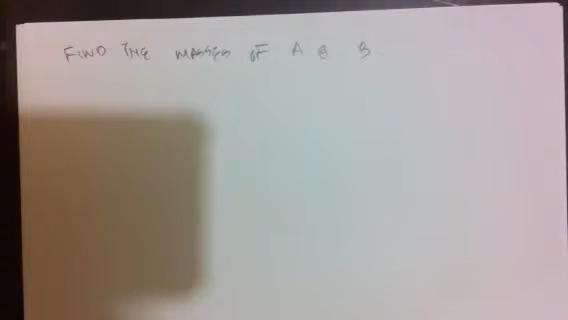 FIND THE MASSES OF A & B.